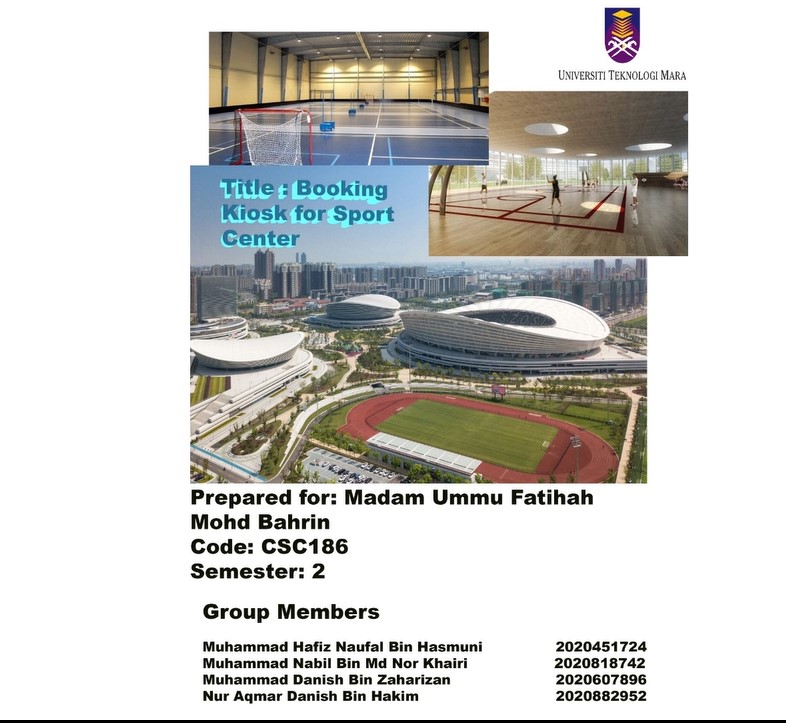 UNIVERSITI TEKNOLOGI MARA
Title : Booking
Kiosk for Sport
Center
Prepared for: Madam Ummu Fatihah
Mohd Bahrin
Code: CSC186
Semester: 2
Group Members
Muhammad Hafiz Naufal Bin Hasmuni 2020451724
Muhammad Nabil Bin Md Nor Khairi 2020818742
Muhammad Danish Bin Zaharizan 2020607896
Nur Aqmar Danish Bin Hakim 2020882952